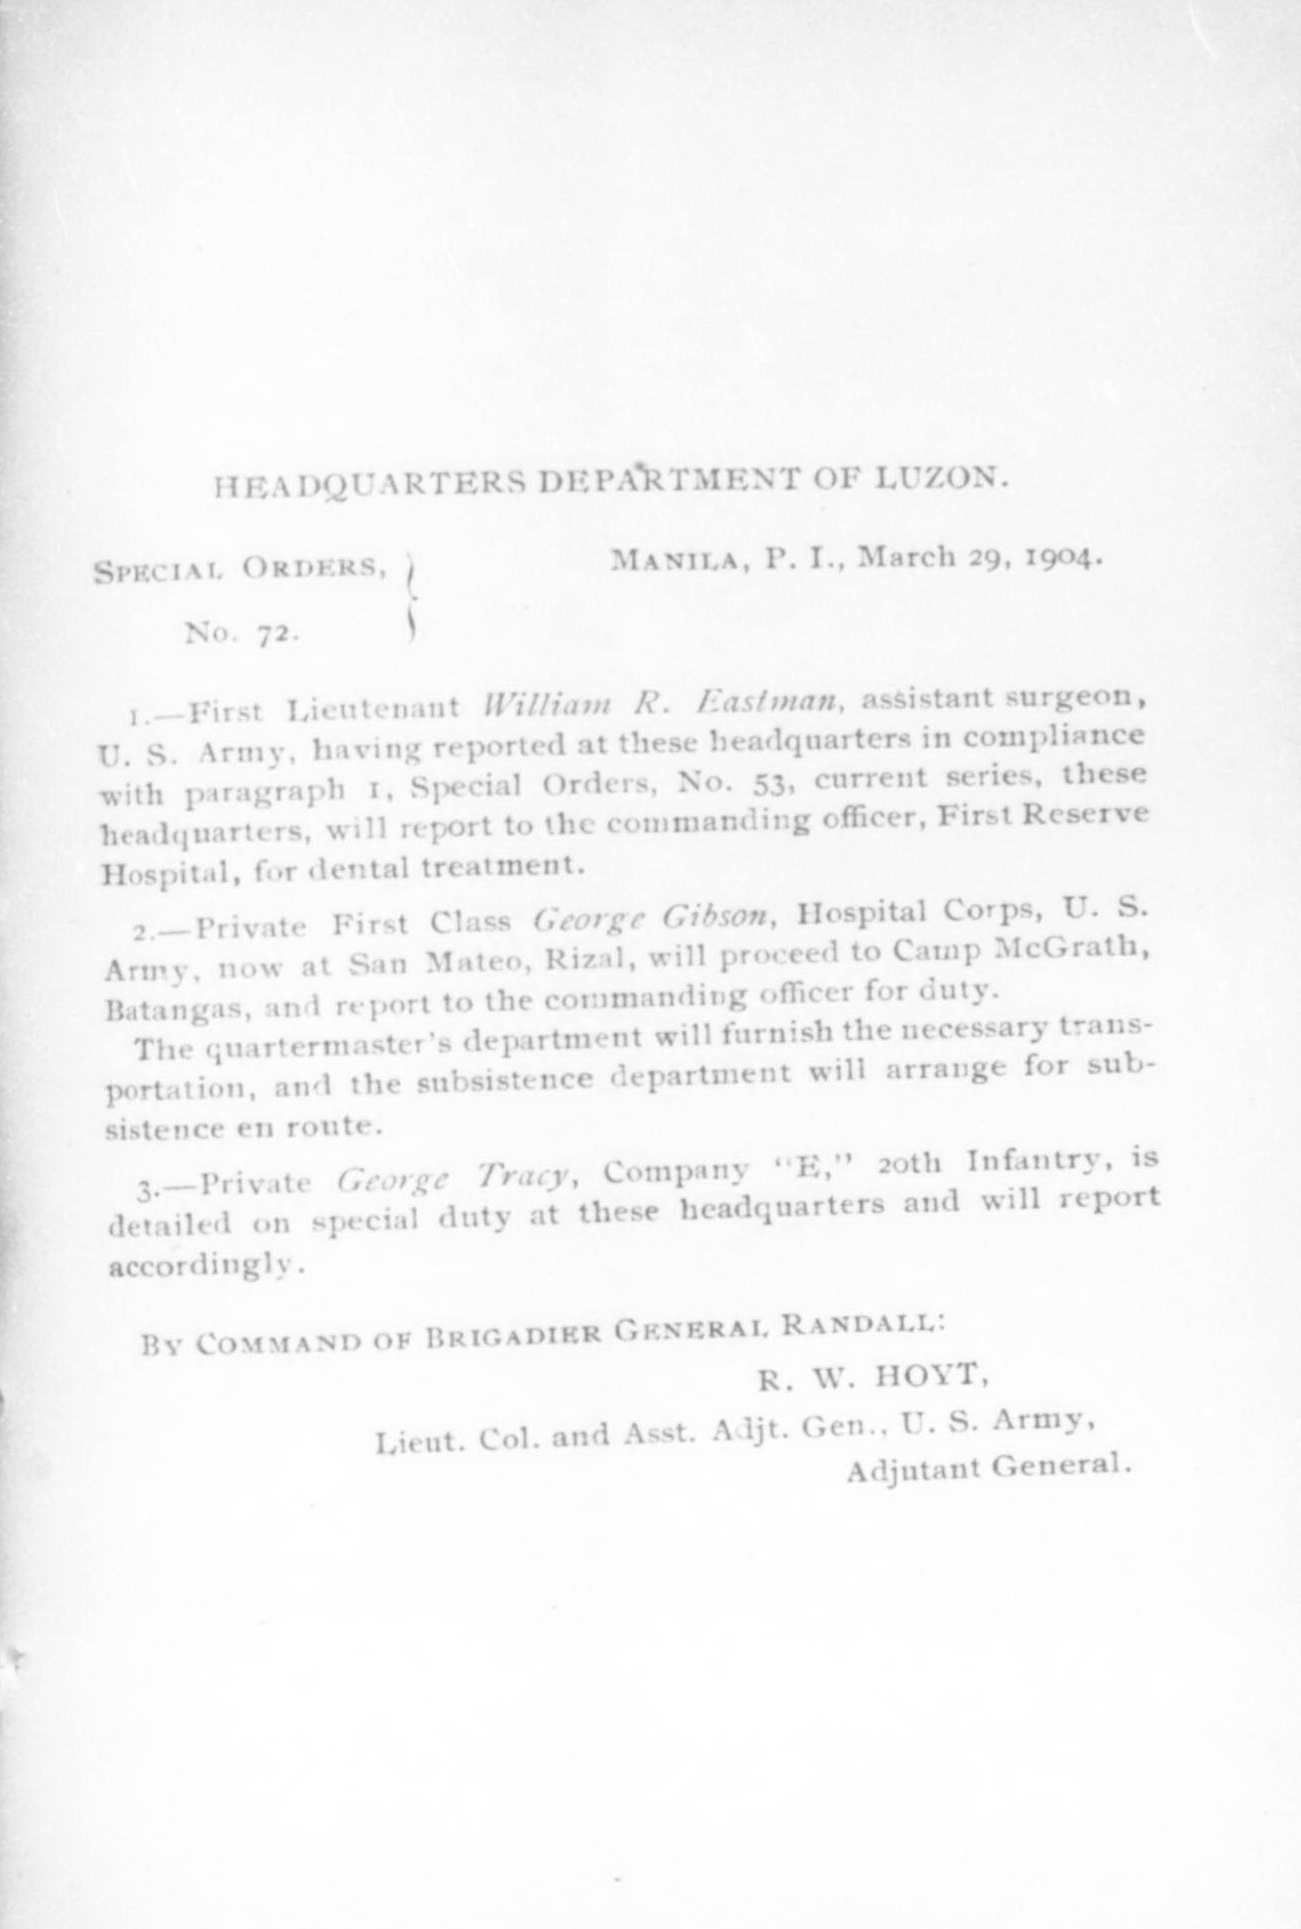 HEADQUARTERS DEPARTMENT OF LUZON.
SPECIAL ORDERS, }
MANILA, P. I., March 29, 1904.
No. 72.
1.—First Lieutenant William R. Eastman, assistant surgeon,
U. S. Army, having reported at these headquarters in compliance
with paragraph 1, Special Orders, No. 53, current series, these
headquarters, will report to the commanding officer, First Reserve
Hospital, for dental treatment.
2.—Private First Class George Gibson, Hospital Corps, U. S.
Army, now at San Mateo, Rizal, will proceed to Camp McGrath,
Batangas, and report to the commanding officer for duty.
The quartermaster's department will furnish the necessary trans-
portation, and the subsistence department will arrange for sub-
sistence en route.
3.—Private George Tracy, Company "E," 20th Infantry, is
detailed on special duty at these headquarters and will report
accordingly.
BY COMMAND OF BRIGADIER GENERAL RANDALL:
R. W. HOYT,
Lieut. Col. and Asst. Adjt. Gen., U. S. Army,
Adjutant General.